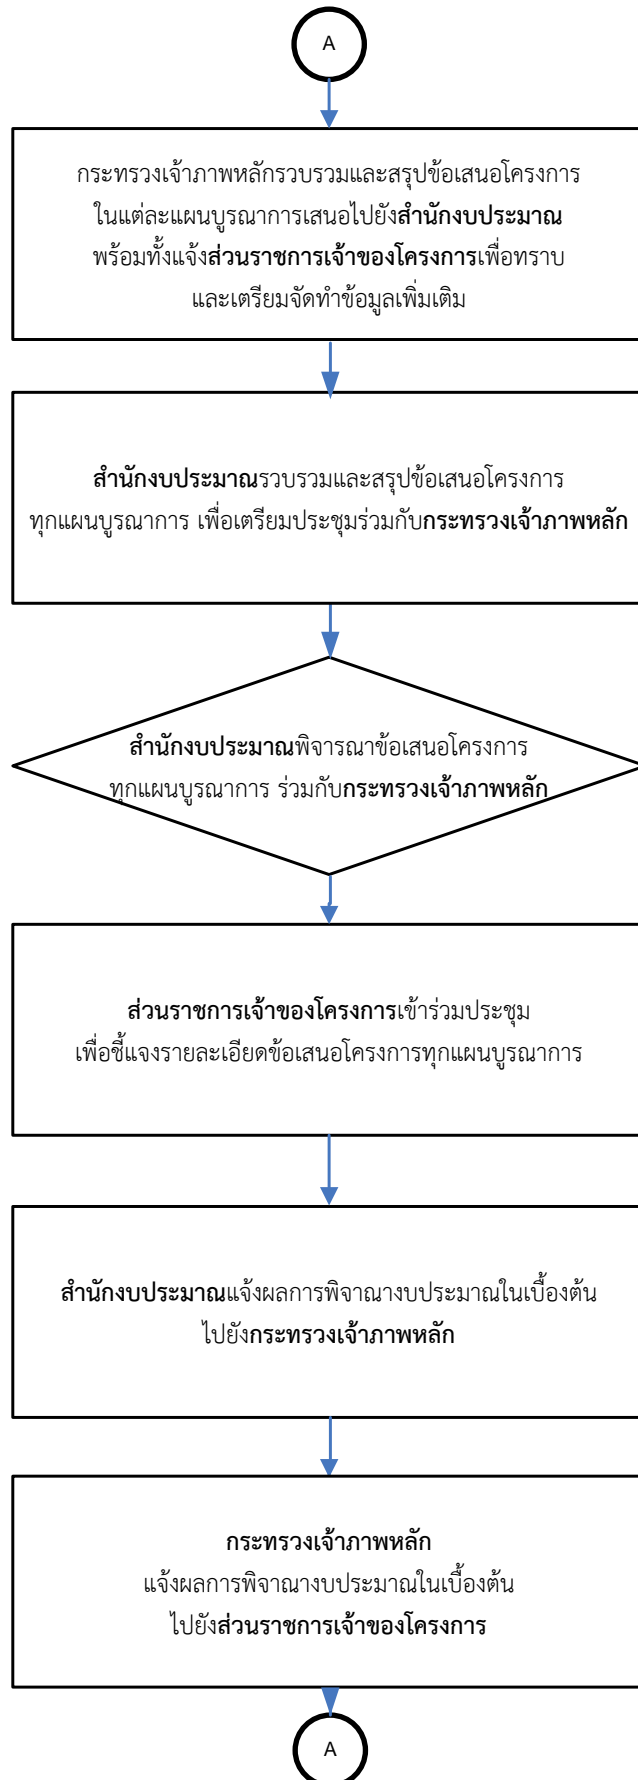 A
กระทรวงเจ้าภาพหลักรวบรวมและสรุปข้อเสนอโครงการ
ในแต่ละแผนบูรณาการเสนอไปยังสำนักงบประมาณ
พร้อมทั้งแจ้งส่วนราชการเจ้าของโครงการเพื่อทราบ
และเตรียมจัดทำข้อมูลเพิ่มเติม
สำนักงบประมาณรวบรวมและสรุปข้อเสนอโครงการ
ทุกแผนบูรณาการ เพื่อเตรียมประชุมร่วมกับกระทรวงเจ้าภาพหลัก
สำนักงบประมาณพิจารณาข้อเสนอโครงการ
ทุกแผนบูรณาการ ร่วมกับกระทรวงเจ้าภาพหลัก
ส่วนราชการเจ้าของโครงการเข้าร่วมประชุม
เพื่อชี้แจงรายละเอียดข้อเสนอโครงการทุกแผนบูรณาการ
สำนักงบประมาณแจ้งผลการพิจาณางบประมาณในเบื้องต้น
ไปยังกระทรวงเจ้าภาพหลัก
กระทรวงเจ้าภาพหลัก
แจ้งผลการพิจาณางบประมาณในเบื้องต้น
ไปยังส่วนราชการเจ้าของโครงการ
A